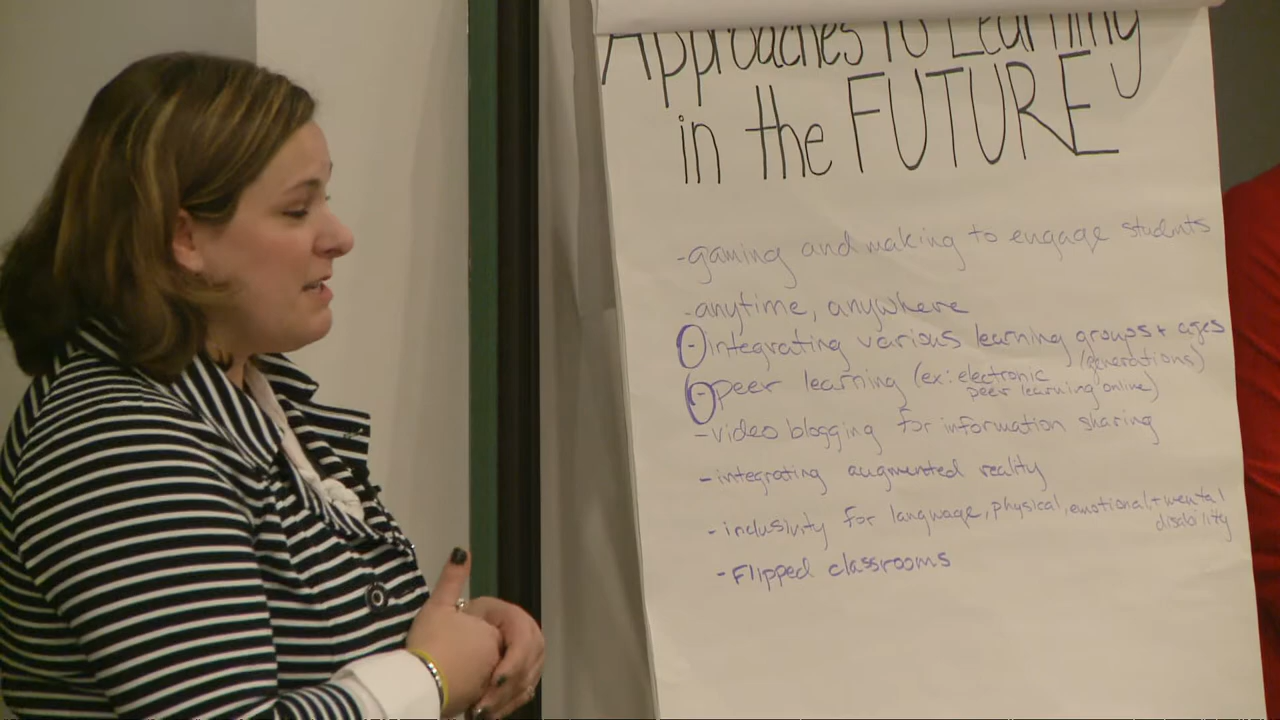 Approaches To Learning
in the FUTURE
-gaming and making to engage students
-anytime, anywhere
-integrating various learning groups + ages
(generations)
-peer learning (ex: electronic
peer learning online)
-video blogging for information sharing
-integrating augmented reality
-inclusivity for language, physical, emotional, + mental
disability
-Flipped classrooms